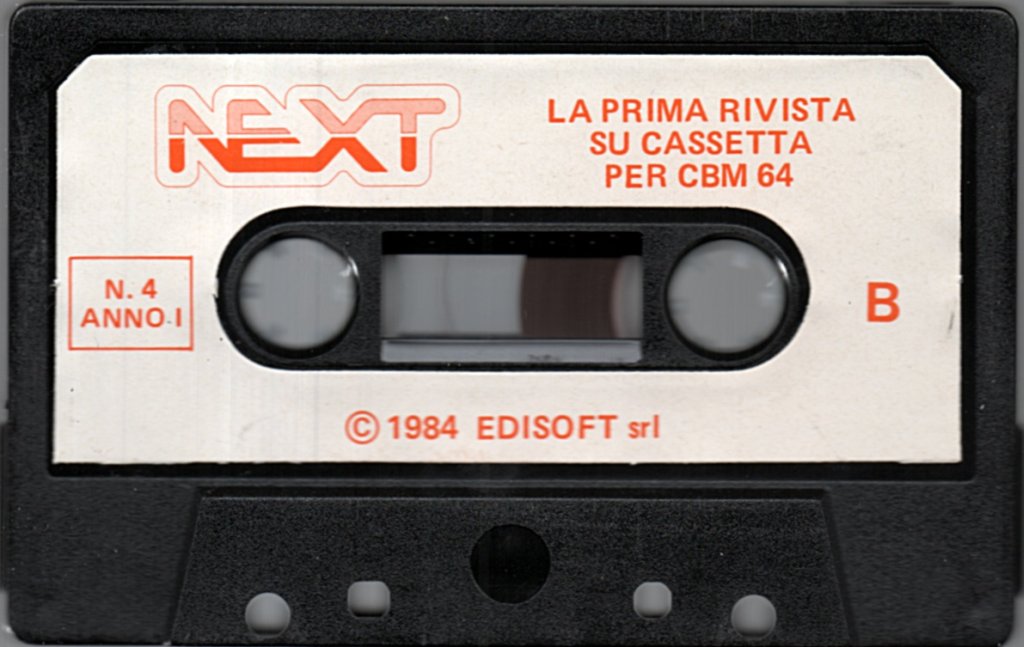 NEXT
LA PRIMA RIVISTA
SU CASSETTA
PER CBM 64
N. 4
ANNO I
B
© 1984 EDISOFT srl